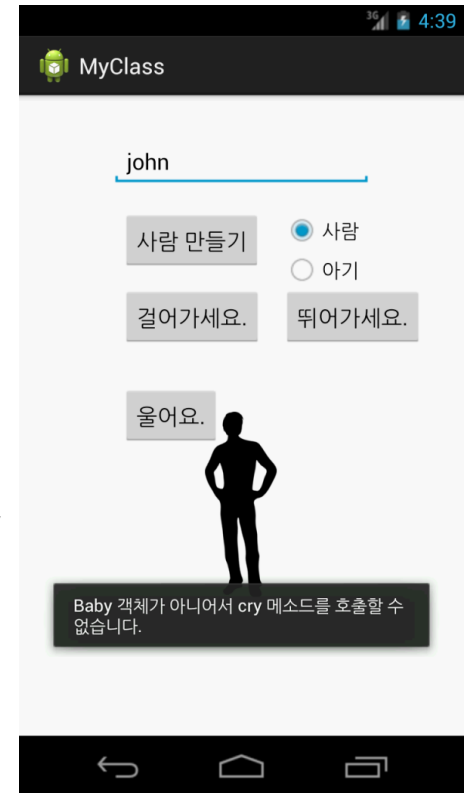 3G 4:39
MyClass
john
사람 만들기
사람
아기
걸어가세요.
뛰어가세요.
울어요.
Baby 객체가 아니어서 cry 메소드를 호출할 수
없습니다.